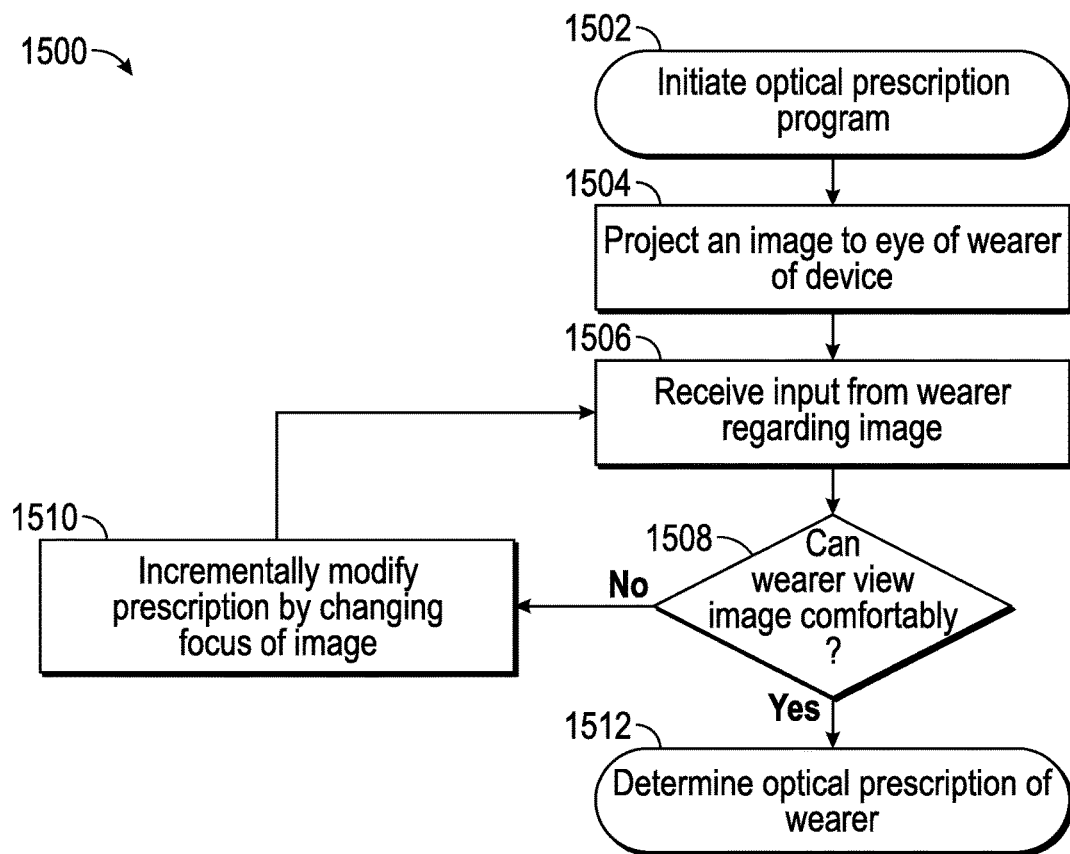 1500
1502
Initiate optical prescription
program
1504
Project an image to eye of wearer
of device
1506
Receive input from wearer
regarding image
1508
Can
wearer view
image comfortably
?
No
1510
Incrementally modify
prescription by changing
focus of image
Yes
1512
Determine optical prescription of
wearer